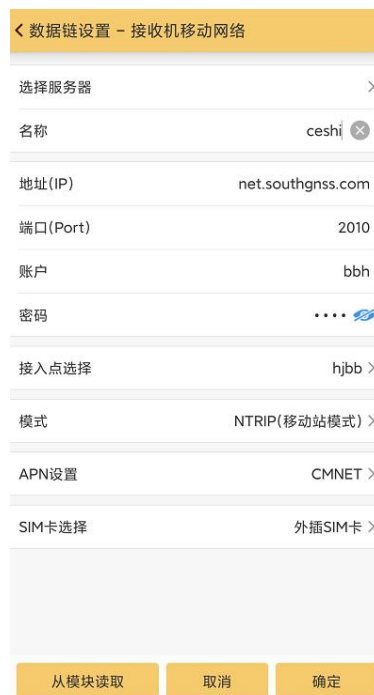 数据链设置 - 接收机移动网络
选择服务器
名称 ceshi
地址(IP) net.southgnss.com
端口(Port) 2010
账户 bbh
密码 ••••
接入点选择 hjbb
模式 NTRIP(移动站模式)
APN设置 CMNET
SIM卡选择 外插SIM卡
从模块读取 取消 确定